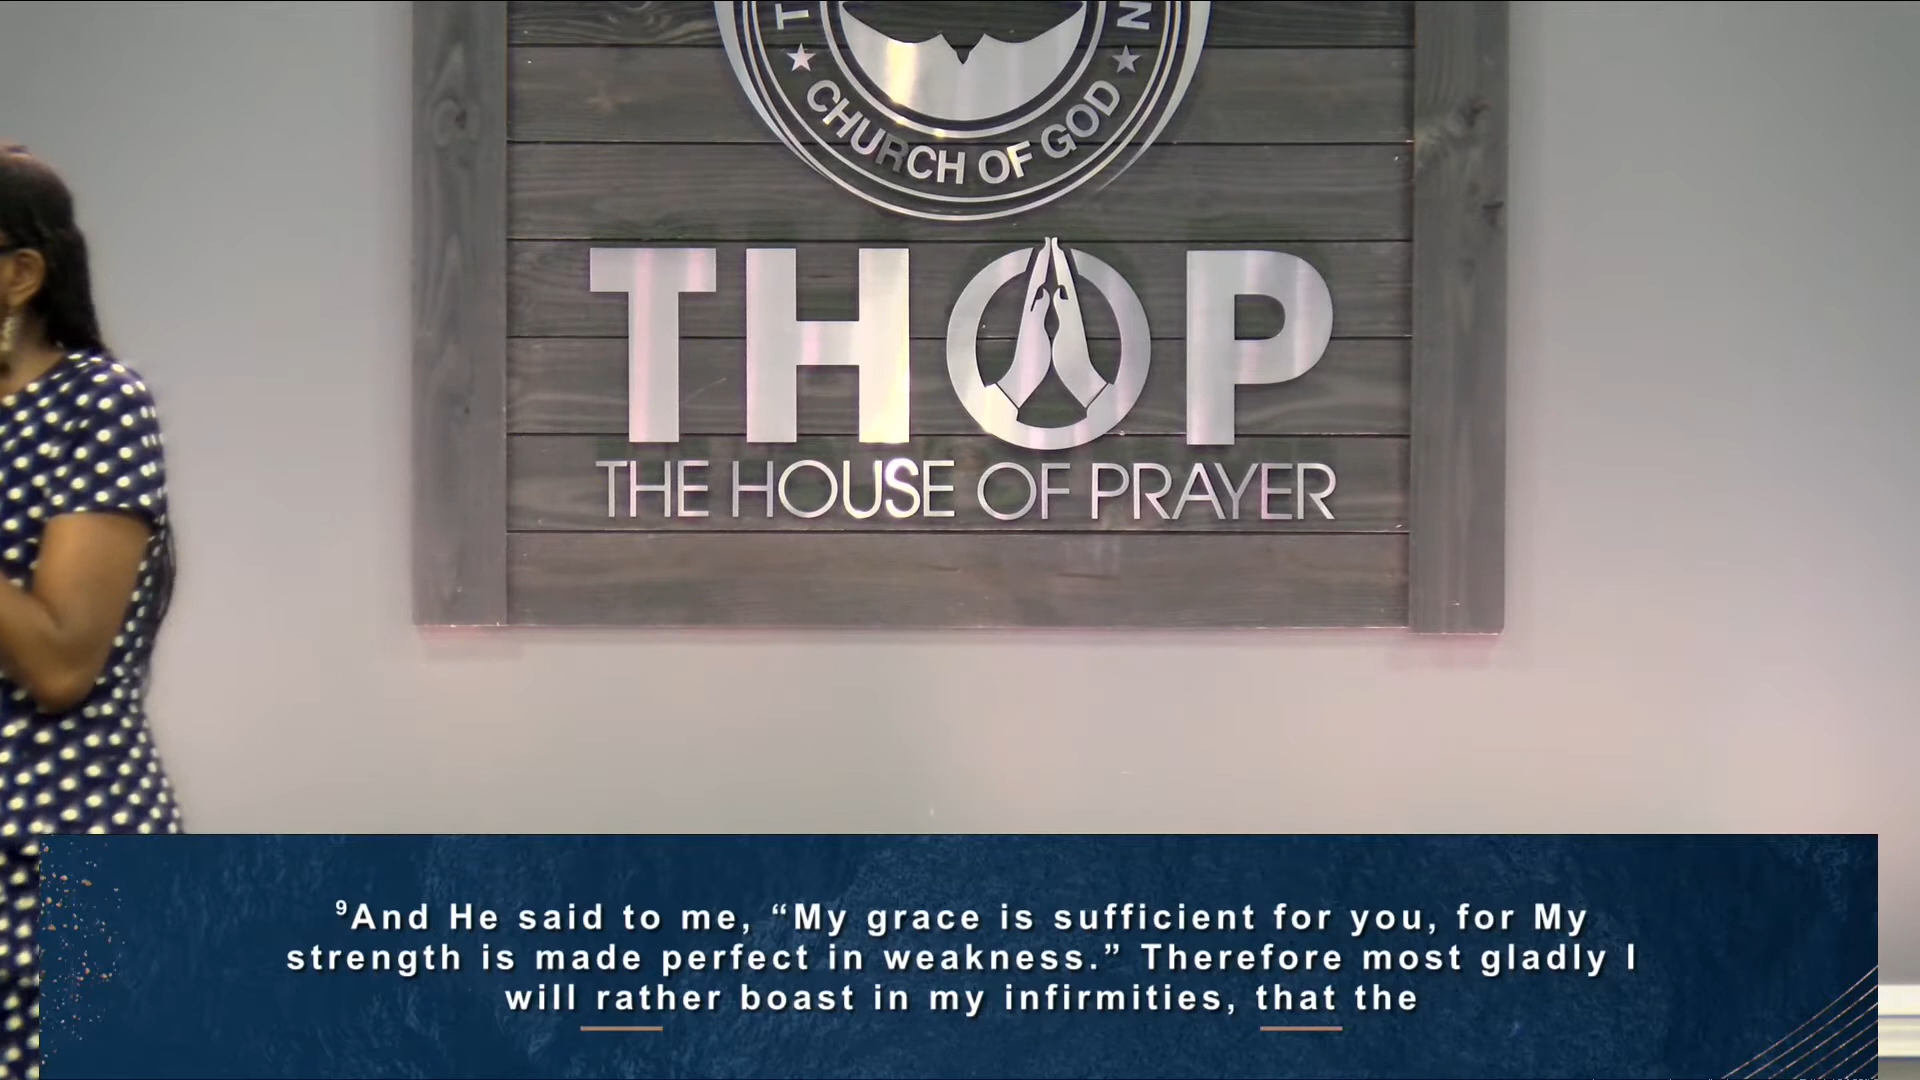 T N
★ CHURCH OF GOD ★
THOP
THE HOUSE OF PRAYER
⁹And He said to me, “My grace is sufficient for you, for My
strength is made perfect in weakness.” Therefore most gladly I
will rather boast in my infirmities, that the